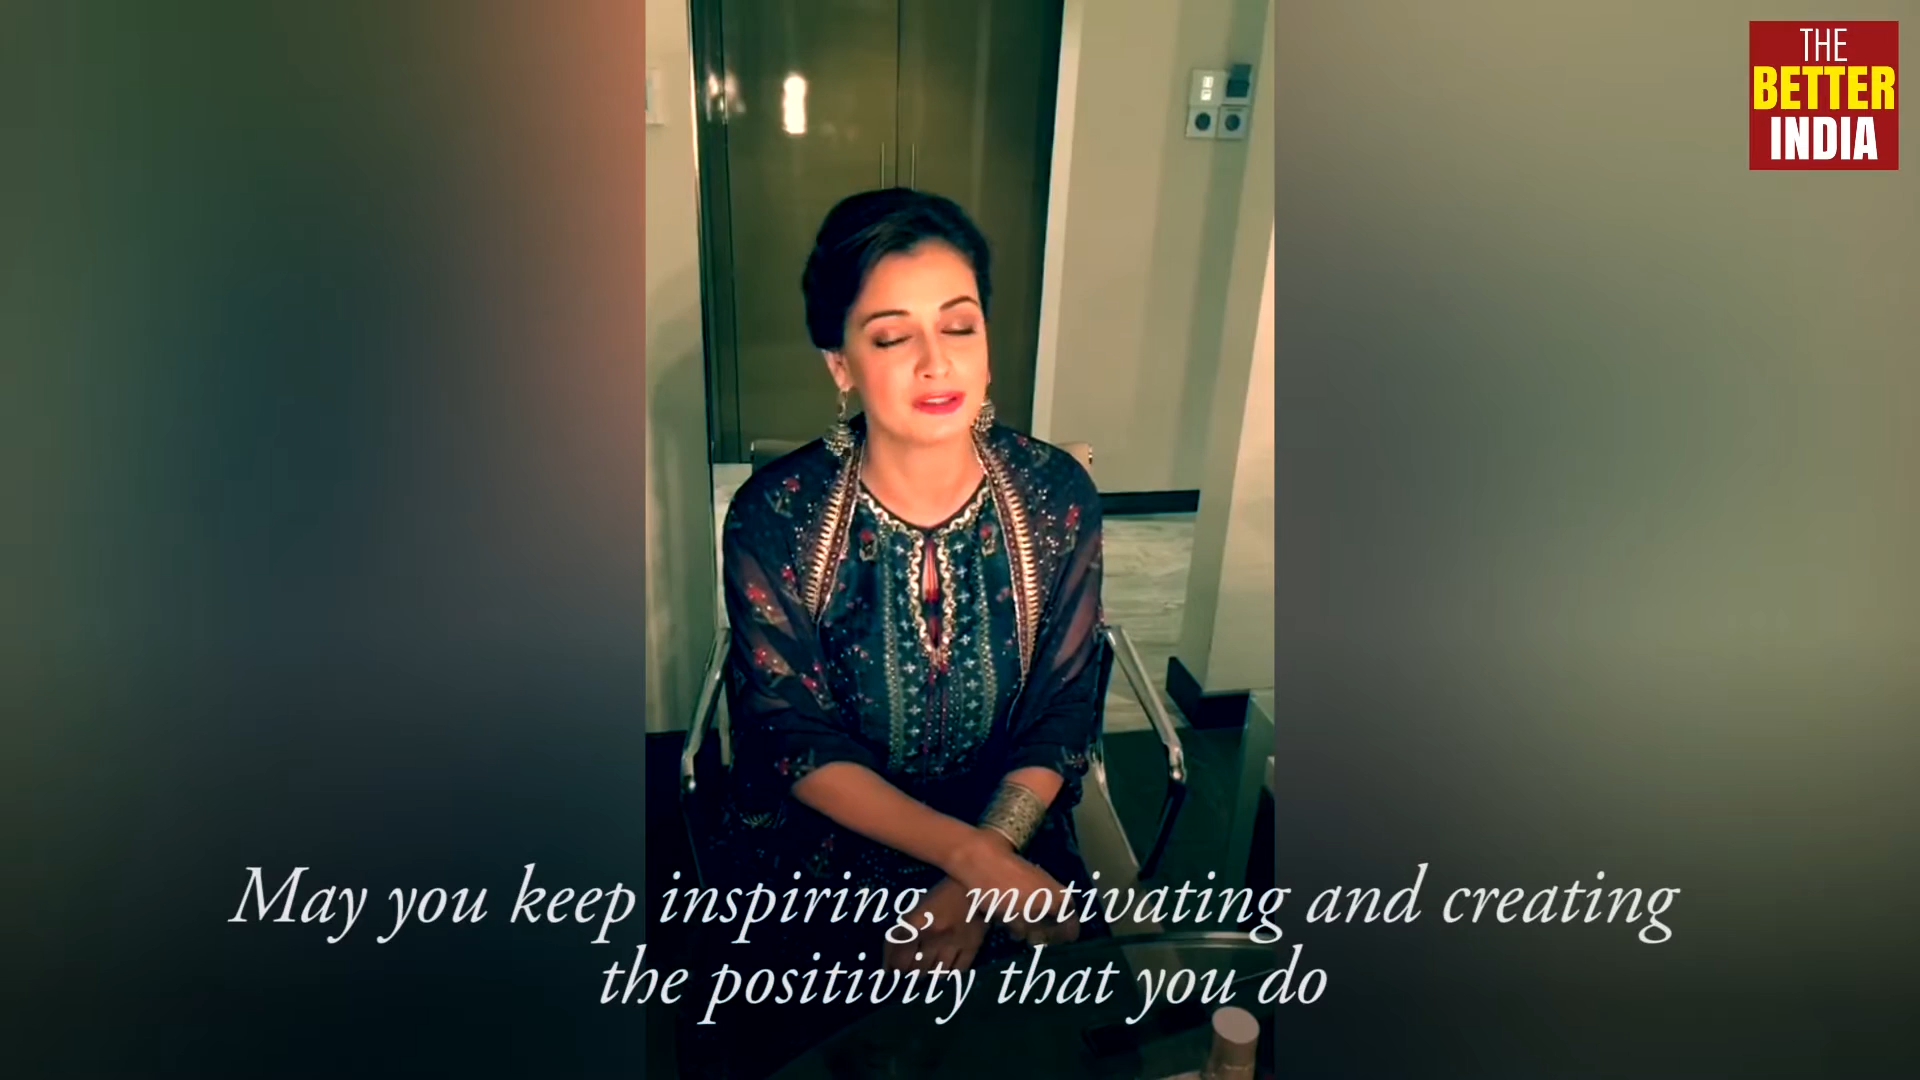 THE
BETTER
INDIA
May you keep inspiring, motivating and creating
the positivity that you do